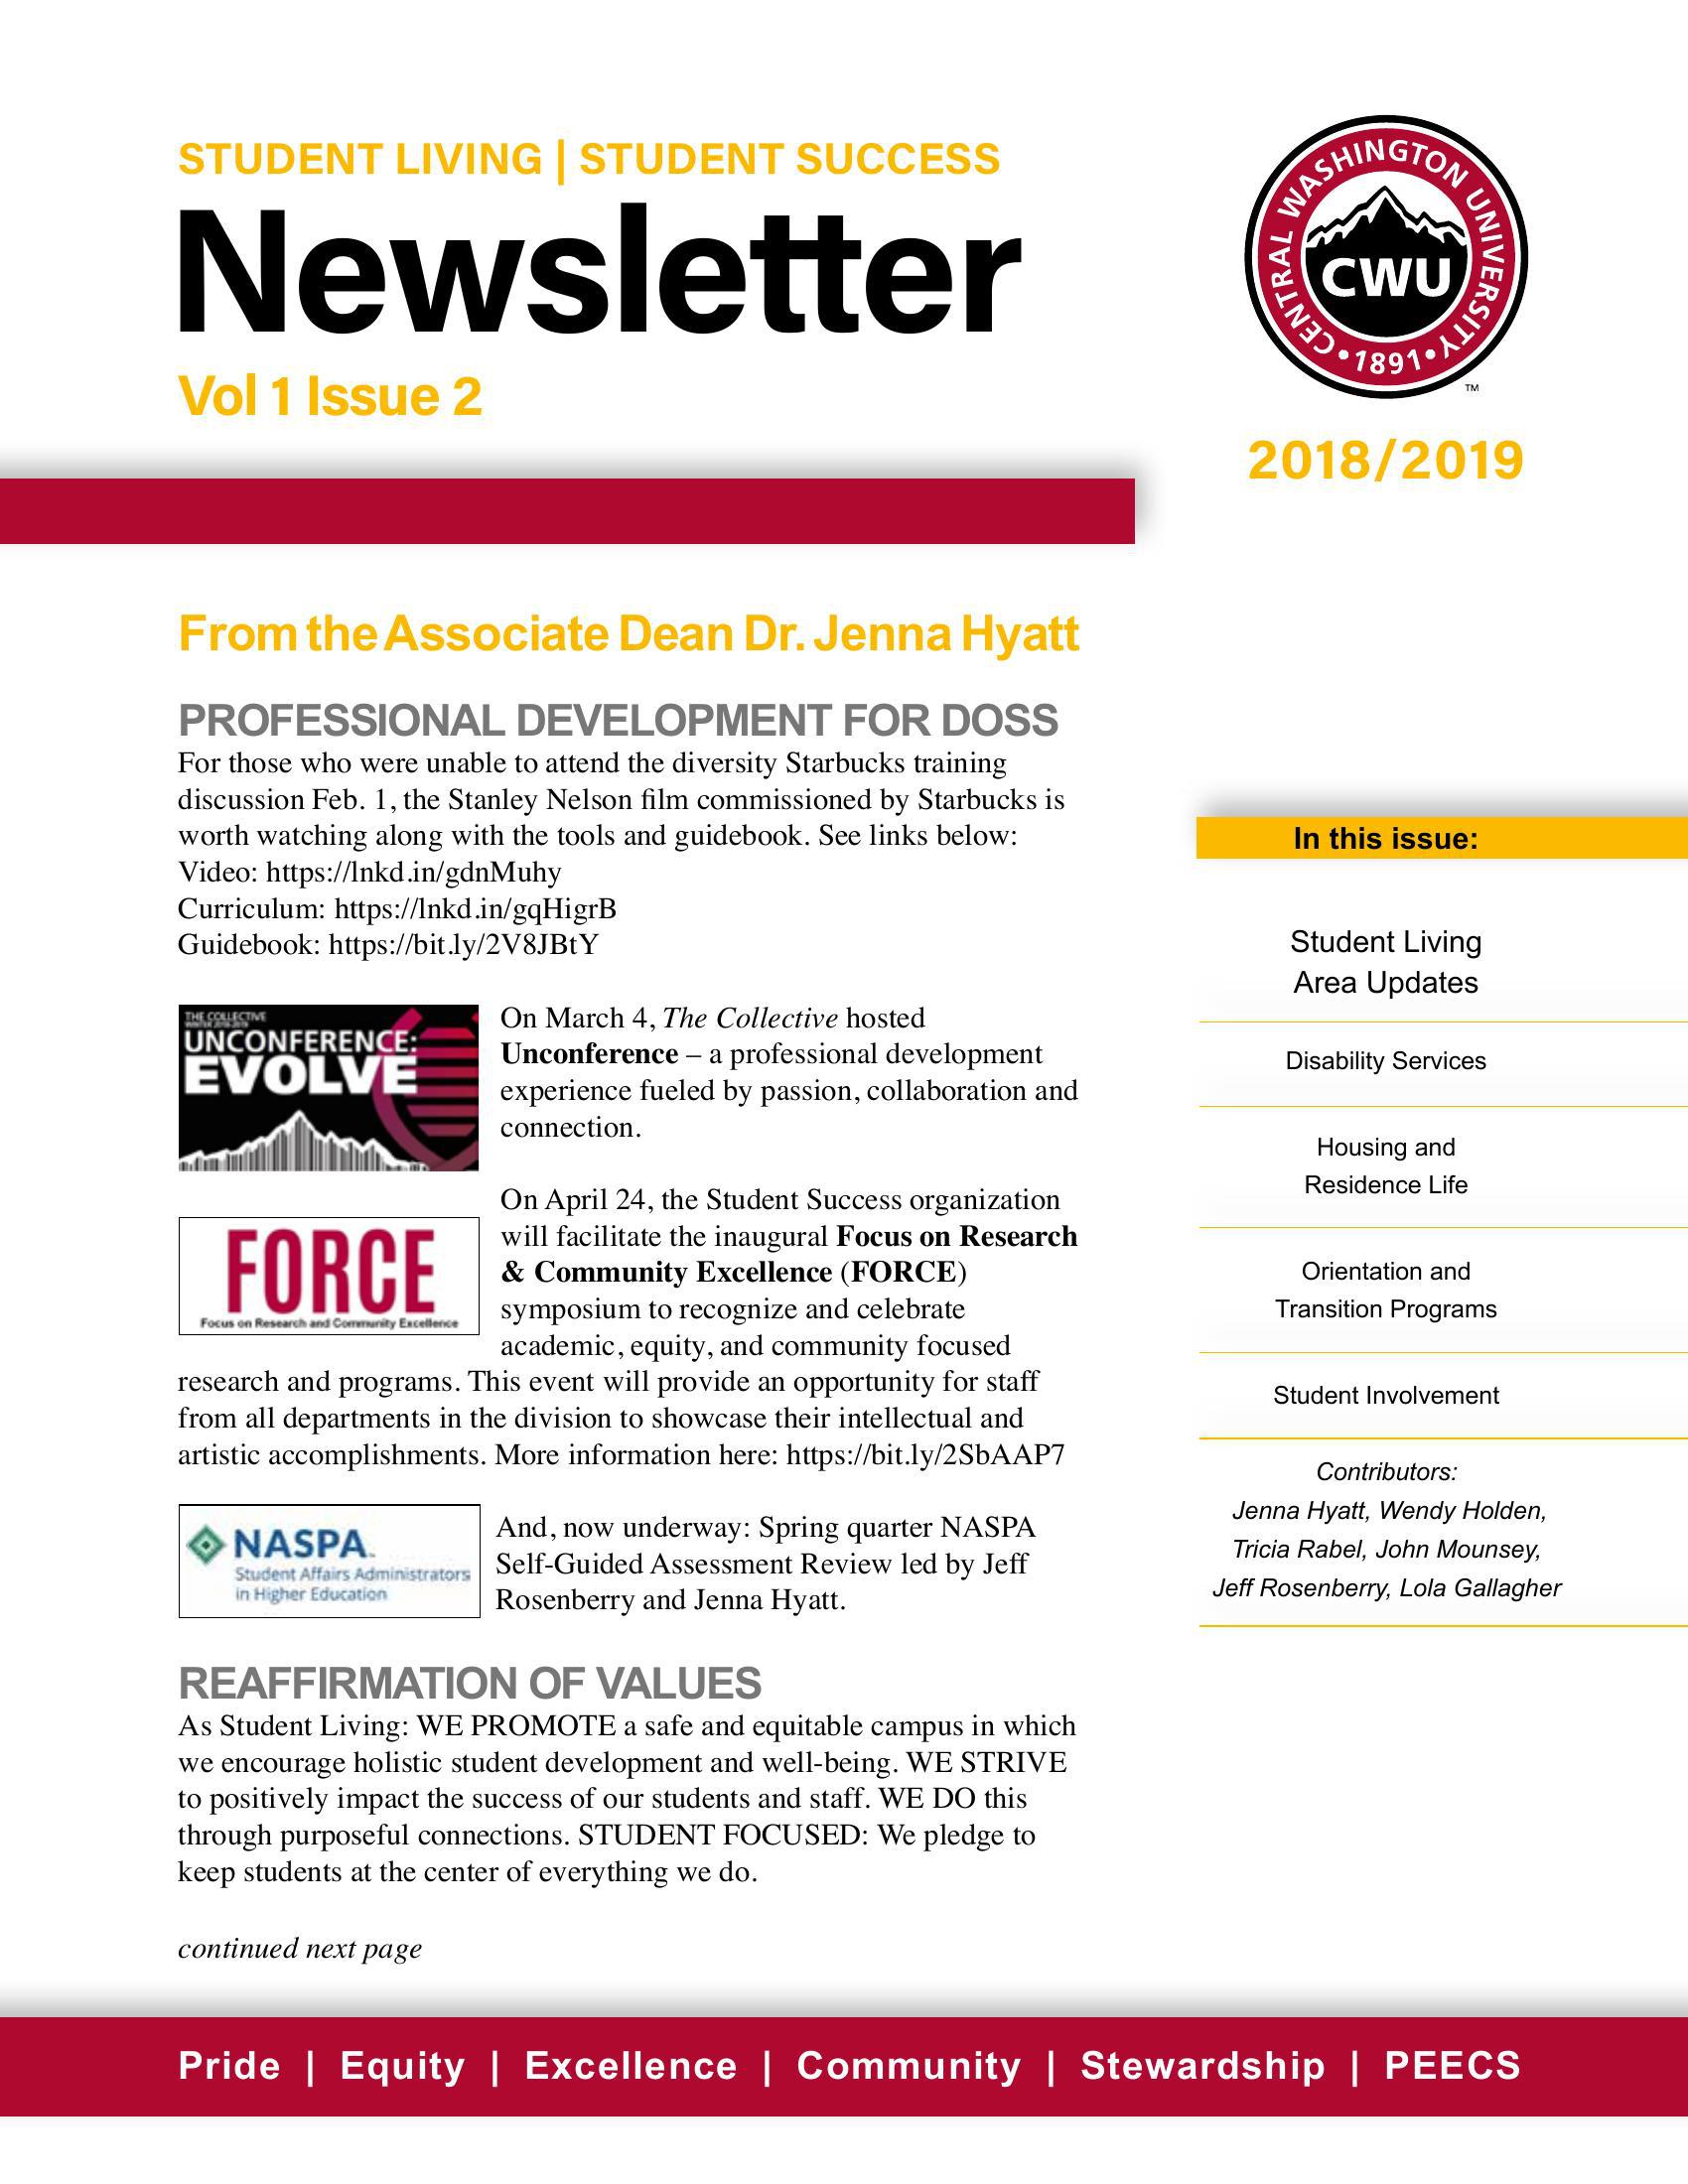 STUDENT LIVING | STUDENT SUCCESS
Newsletter
Vol 1 Issue 2
CENTRAL WASHINGTON UNIVERSITY
CWU
• 1891 •
TM
2018/2019
From the Associate Dean Dr. Jenna Hyatt
PROFESSIONAL DEVELOPMENT FOR DOSS
For those who were unable to attend the diversity Starbucks training
discussion Feb. 1, the Stanley Nelson film commissioned by Starbucks is
worth watching along with the tools and guidebook. See links below:
Video: https://lnkd.in/gdnMuhy
Curriculum: https://lnkd.in/gqHigrB
Guidebook: https://bit.ly/2V8JBtY
THE COLLECTIVE
WINTER 2018-2019
UNCONFERENCE:
EVOLVE
On March 4, The Collective hosted
Unconference – a professional development
experience fueled by passion, collaboration and
connection.
FORCE
Focus on Research and Community Excellence
On April 24, the Student Success organization
will facilitate the inaugural Focus on Research
& Community Excellence (FORCE)
symposium to recognize and celebrate
academic, equity, and community focused
research and programs. This event will provide an opportunity for staff
from all departments in the division to showcase their intellectual and
artistic accomplishments. More information here: https://bit.ly/2SbAAP7
NASPA
Student Affairs Administrators
in Higher Education
And, now underway: Spring quarter NASPA
Self-Guided Assessment Review led by Jeff
Rosenberry and Jenna Hyatt.
REAFFIRMATION OF VALUES
As Student Living: WE PROMOTE a safe and equitable campus in which
we encourage holistic student development and well-being. WE STRIVE
to positively impact the success of our students and staff. WE DO this
through purposeful connections. STUDENT FOCUSED: We pledge to
keep students at the center of everything we do.
continued next page
In this issue:
Student Living
Area Updates
Disability Services
Housing and
Residence Life
Orientation and
Transition Programs
Student Involvement
Contributors:
Jenna Hyatt, Wendy Holden,
Tricia Rabel, John Mounsey,
Jeff Rosenberry, Lola Gallagher
Pride | Equity | Excellence | Community | Stewardship | PEECS